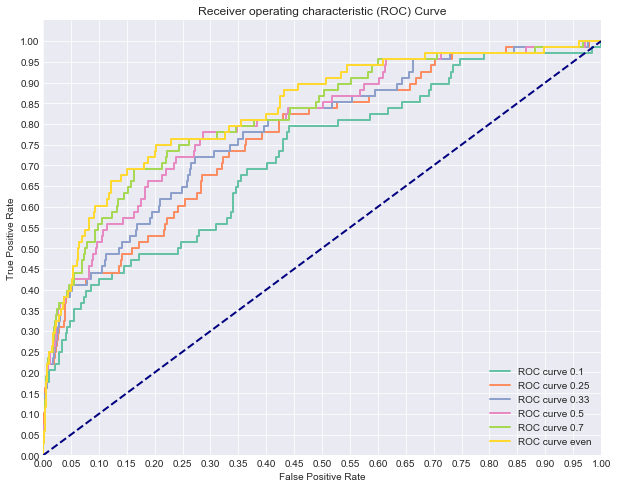 Receiver operating characteristic (ROC) Curve
True Positive Rate
1.00
0.95
0.90
0.85
0.80
0.75
0.70
0.65
0.60
0.55
0.50
0.45
0.40
0.35
0.30
0.25
0.20
0.15
0.10
0.05
0.00
ROC curve 0.1
ROC curve 0.25
ROC curve 0.33
ROC curve 0.5
ROC curve 0.7
ROC curve even
0.00 0.05 0.10 0.15 0.20 0.25 0.30 0.35 0.40 0.45 0.50 0.55 0.60 0.65 0.70 0.75 0.80 0.85 0.90 0.95 1.00
False Positive Rate